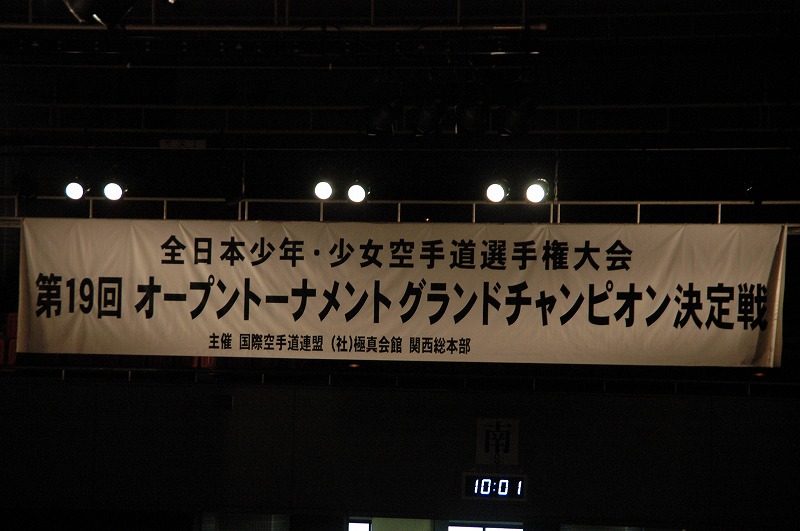 全日本少年・少女空手道選手権大会
第19回 オープントーナメントグランドチャンピオン決定戦
主催 国際空手道連盟 (社)極真会館 関西総本部
南
10:01